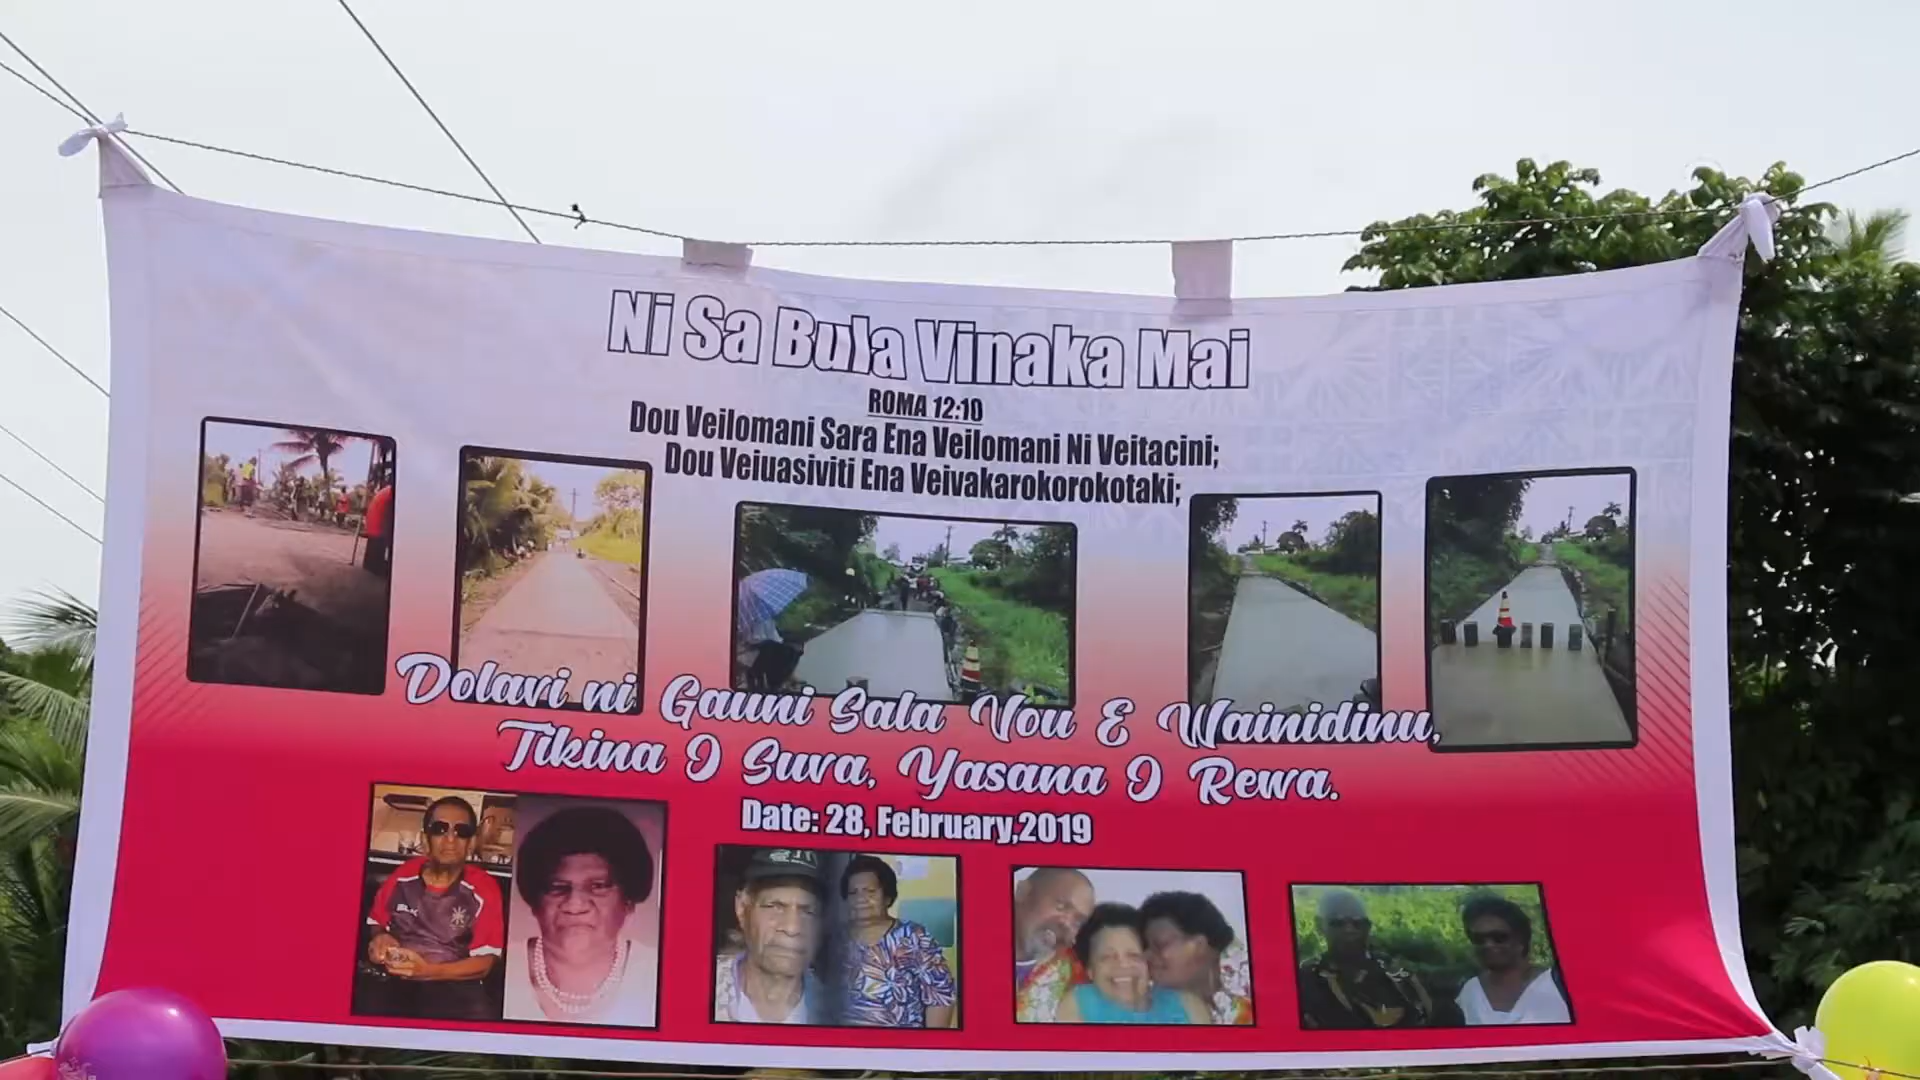 Ni Sa Bula Vinaka Mai
ROMA 12:10
Dou Veilomani Sara Ena Veilomani Ni Veitacini;
Dou Veiuasiviti Ena Veivakarokorokotaki;
Dolavi ni Gauni Sala Vou E Wainidinu,
Tikina O Suva, Yasana O Rewa.
Date: 28, February,2019
BLK